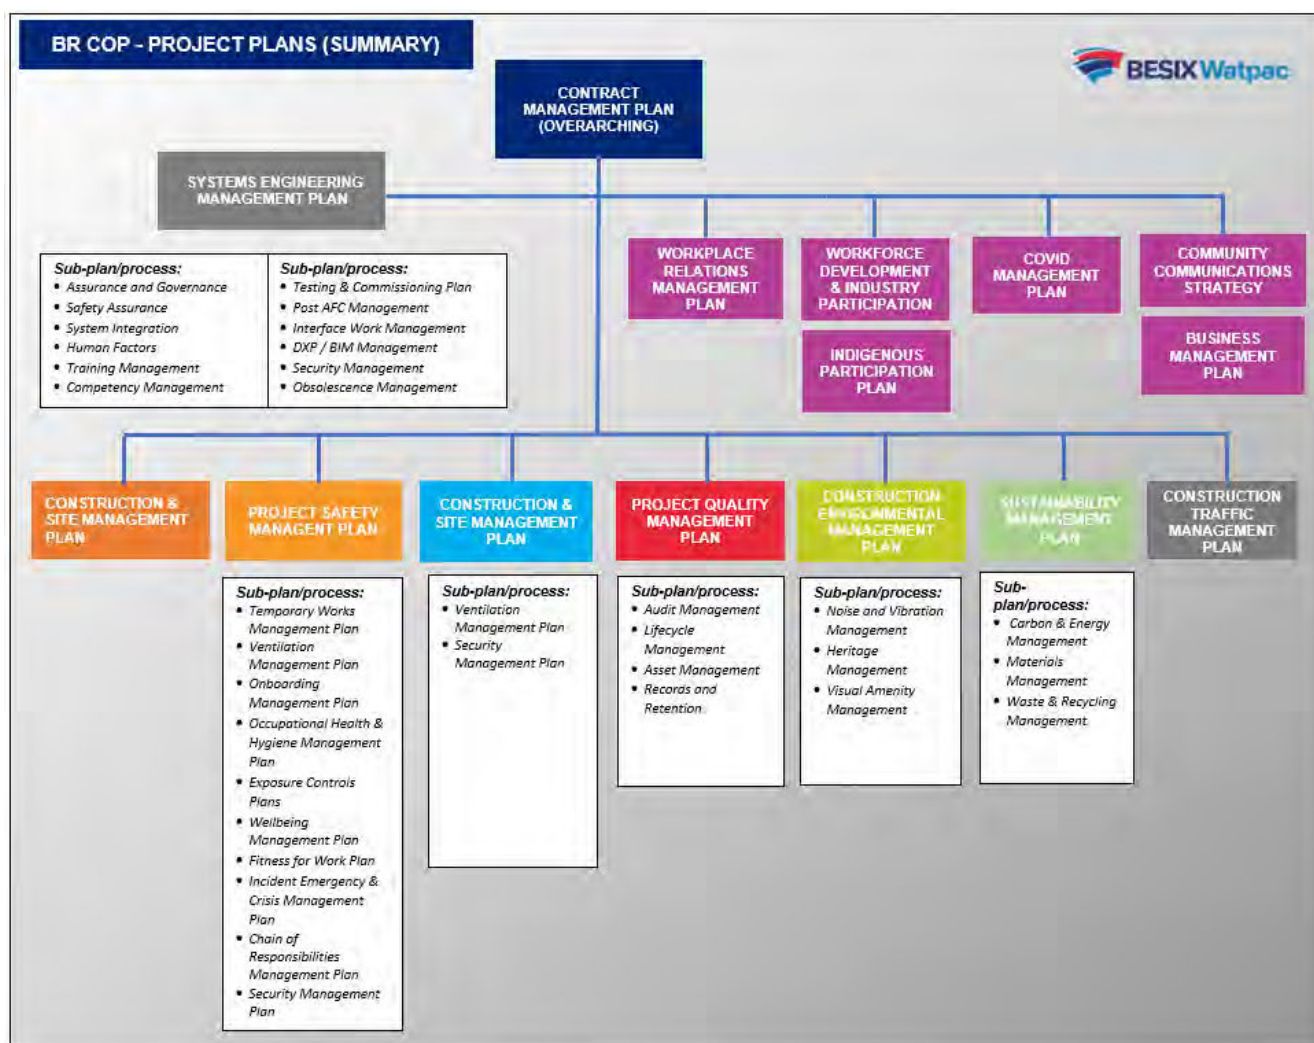 BR COP - PROJECT PLANS (SUMMARY)
BESIX Watpac
CONTRACT
MANAGEMENT PLAN
(OVERARCHING)
SYSTEMS ENGINEERING
MANAGEMENT PLAN
Sub-plan/process:
• Assurance and Governance
• Safety Assurance
• System Integration
• Human Factors
• Training Management
• Competency Management
Sub-plan/process:
• Testing & Commissioning Plan
• Post AFC Management
• Interface Work Management
• DXP / BIM Management
• Security Management
• Obsolescence Management
WORKPLACE
RELATIONS
MANAGEMENT
PLAN
WORKFORCE
DEVELOPMENT
& INDUSTRY
PARTICIPATION
COVID
MANAGEMENT
PLAN
COMMUNITY
COMMUNICATIONS
STRATEGY
INDIGENOUS
PARTICIPATION
PLAN
BUSINESS
MANAGEMENT
PLAN
CONSTRUCTION &
SITE MANAGEMENT
PLAN
PROJECT SAFETY
MANAGENT PLAN
CONSTRUCTION &
SITE MANAGEMENT
PLAN
PROJECT QUALITY
MANAGEMENT
PLAN
CONSTRUCTION
ENVIRONMENTAL
MANAGEMENT
PLAN
SUSTAINABILITY
MANAGEMENT
PLAN
CONSTRUCTION
TRAFFIC
MANAGEMENT
PLAN
Sub-plan/process:
• Temporary Works
Management Plan
• Ventilation
Management Plan
• Onboarding
Management Plan
• Occupational Health &
Hygiene Management
Plan
• Exposure Controls
Plans
• Wellbeing
Management Plan
• Fitness for Work Plan
• Incident Emergency &
Crisis Management
Plan
• Chain of
Responsibilities
Management Plan
• Security Management
Plan
Sub-plan/process:
• Ventilation
Management Plan
• Security
Management Plan
Sub-plan/process:
• Audit Management
• Lifecycle
Management
• Asset Management
• Records and
Retention
Sub-plan/process:
• Noise and Vibration
Management
• Heritage
Management
• Visual Amenity
Management
Sub-
plan/process:
• Carbon & Energy
Management
• Materials
Management
• Waste & Recycling
Management